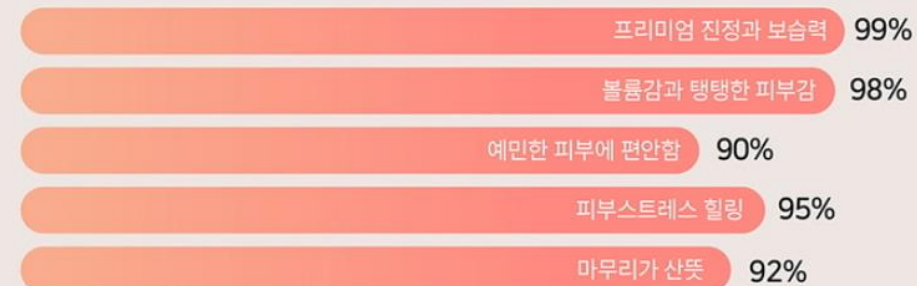 프리미엄 진정과 보습력 99%
볼륨감과 탱탱한 피부감 98%
예민한 피부에 편안함 90%
피부스트레스 힐링 95%
마무리가 산뜻 92%